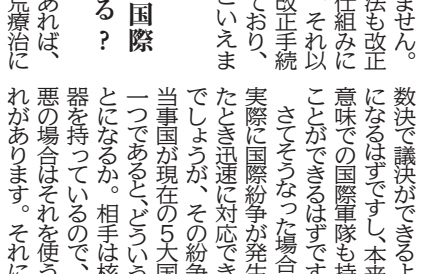 数決で議決ができるよ
になるはずですし、本来
意味での国際軍隊も持
ことができるはずです
さてそうなった場合
実際に国際紛争が発生
たとき迅速に対応でき
でしょうが、その紛争
当事国が現在の5大国
一つであると、どういう
とになるか。相手は核
器を持っているので、
悪の場合はそれを使う
れがあります。それに
ません。
法も改正
仕組みに
、それ以
改正手続
ており、
といえま
国際
る?
あれば、
荒療治に